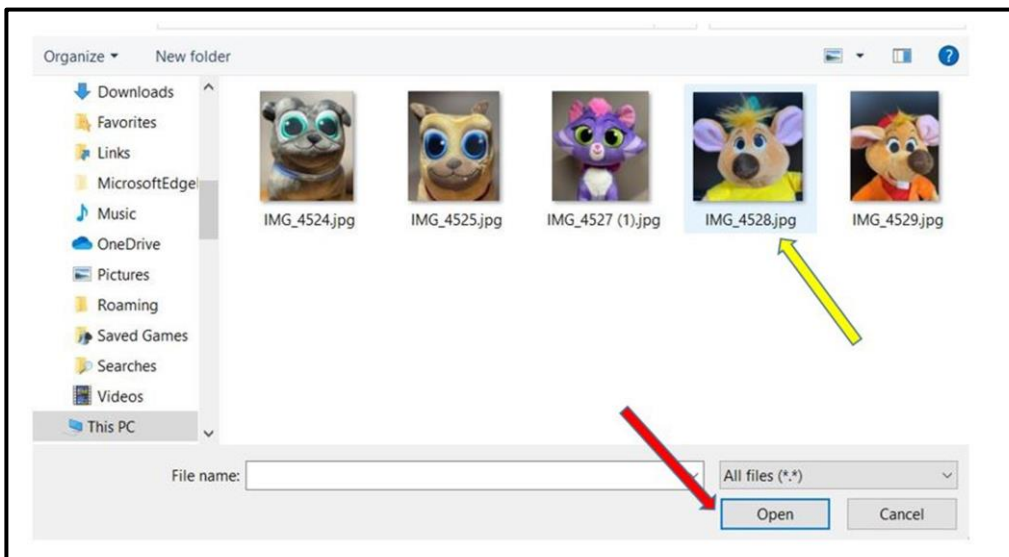 Organize New folder
Downloads
Favorites
Links
MicrosoftEdgel
Music
OneDrive
Pictures
Roaming
Saved Games
Searches
Videos
This PC
IMG_4524.jpg IMG_4525.jpg IMG_4527 (1).jpg IMG_4528.jpg IMG_4529.jpg
File name: All files (*.*)
Open Cancel